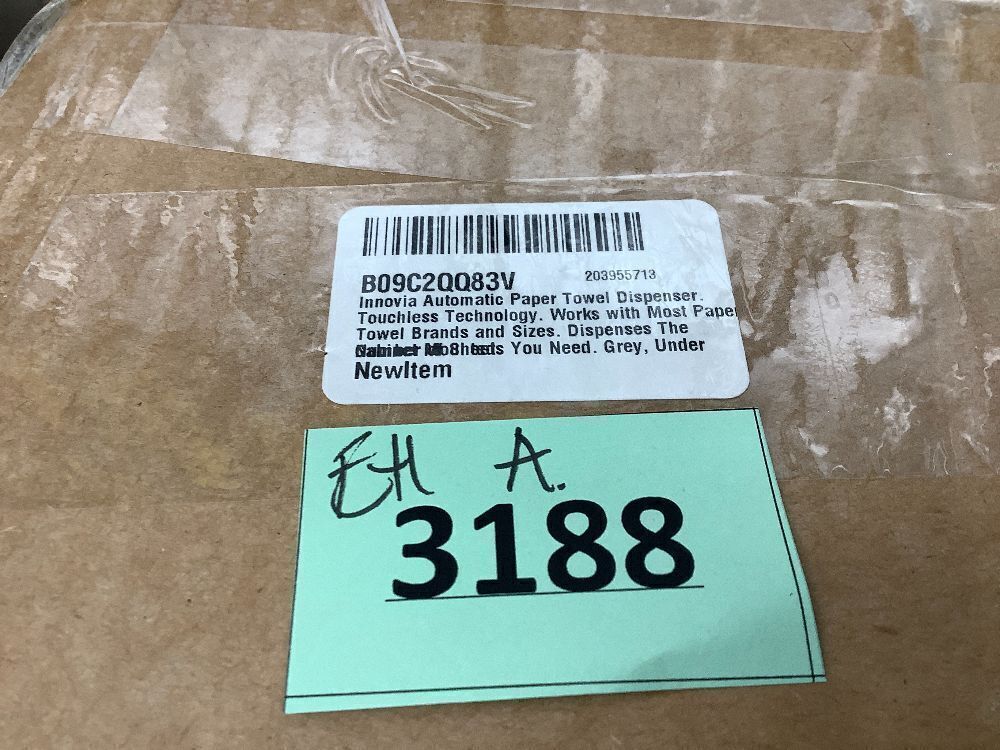 B09C2QQ83V
203955713
Innovia Automatic Paper Towel Dispenser.
Touchless Technology. Works with Most Paper
Towel Brands and Sizes. Dispenses The
You Need. Grey, Under
NewItem
EH A.
3188